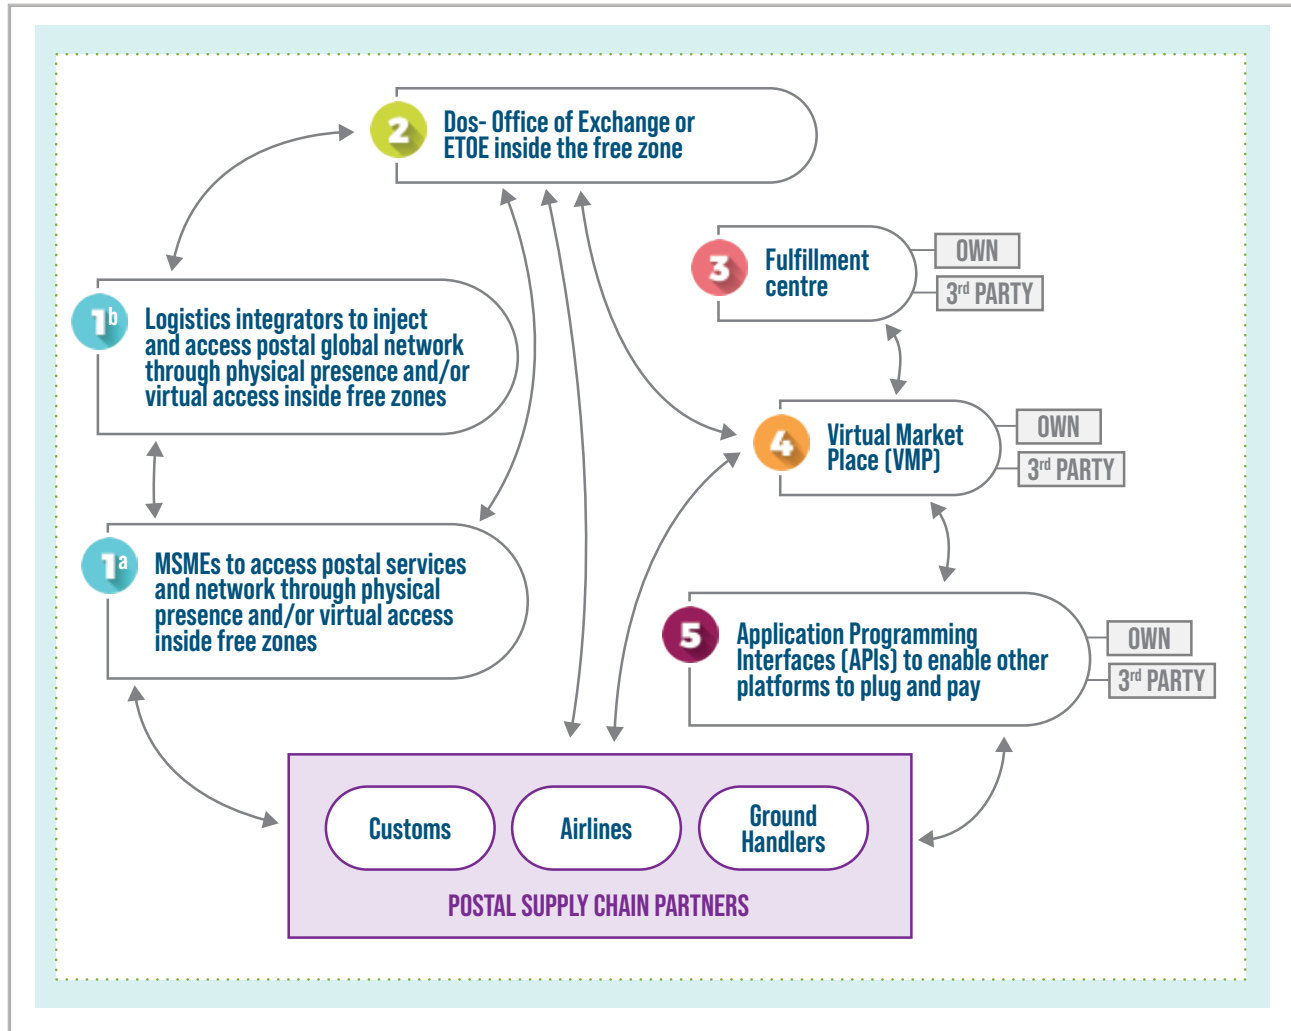 2
Dos- Office of Exchange or
ETOE inside the free zone
3
Fulfillment
centre
OWN
3rd PARTY
1b
Logistics integrators to inject
and access postal global network
through physical presence and/or
virtual access inside free zones
4
Virtual Market
Place (VMP)
OWN
3rd PARTY
1a
MSMEs to access postal services
and network through physical
presence and/or virtual access
inside free zones
5
Application Programming
Interfaces (APIs) to enable other
platforms to plug and pay
OWN
3rd PARTY
Customs
Airlines
Ground
Handlers
POSTAL SUPPLY CHAIN PARTNERS